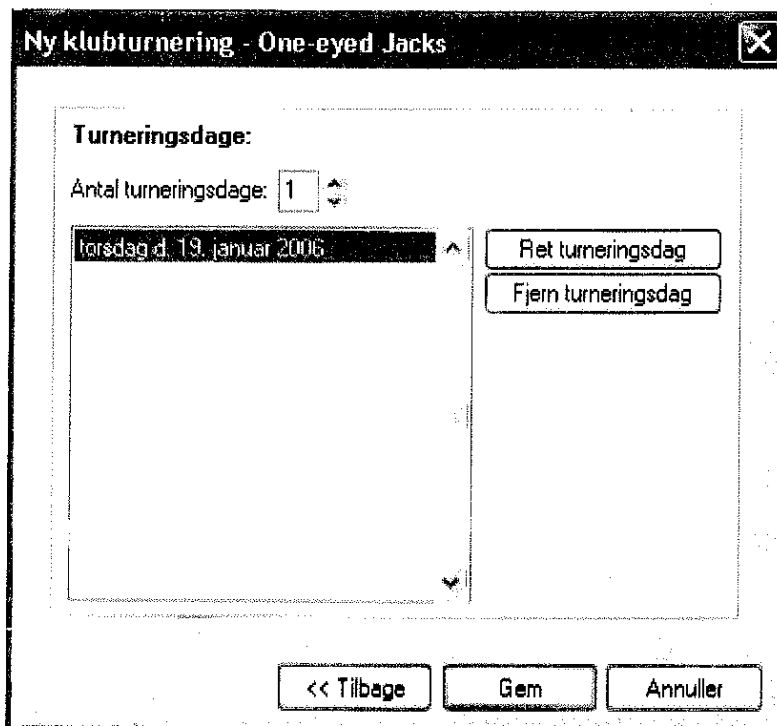 Ny klubturnering - One-eyed Jacks
Turneringsdage:
Antal turneringsdage: 1
torsdag d. 19. januar 2006
Ret turneringsdag
Fjern turneringsdag
<< Tilbage
Gem
Annuller